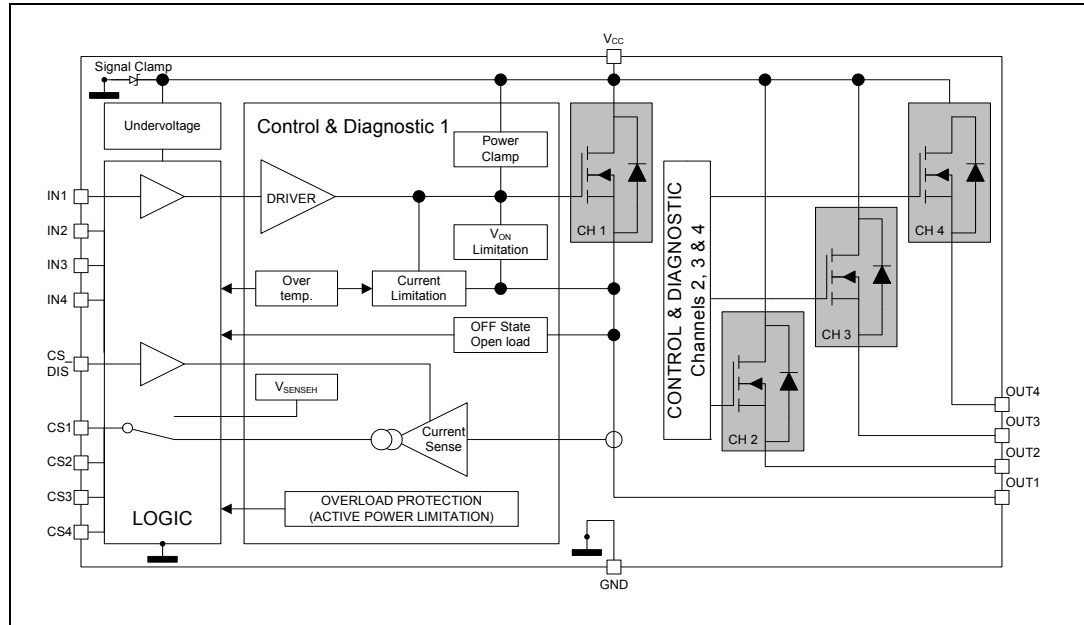 VCC
Signal Clamp
Undervoltage
Control & Diagnostic 1
Power
Clamp
IN1
DRIVER
CH 1
IN2
VON
Limitation
IN3
IN4
Over
temp.
Current
Limitation
OFF State
Open load
CS_
DIS
VSENSEH
CS1
Current
Sense
CS2
CS3
CS4
LOGIC
OVERLOAD PROTECTION
(ACTIVE POWER LIMITATION)
CONTROL & DIAGNOSTIC
Channels 2, 3 & 4
CH 4
CH 3
CH 2
OUT4
OUT3
OUT2
OUT1
GND